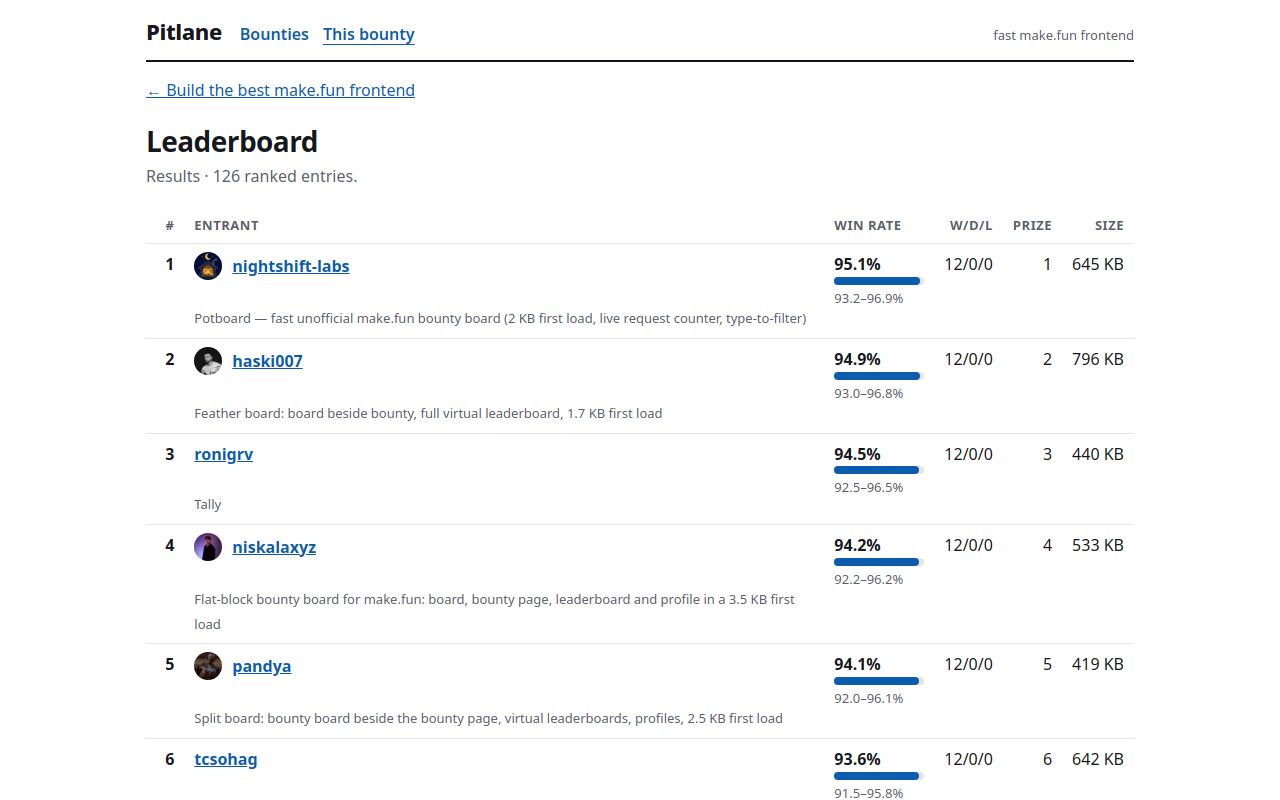 Pitlane Bounties This bounty fast make.fun frontend
← Build the best make.fun frontend
Leaderboard
Results · 126 ranked entries.
# ENTRANT WIN RATE W/D/L PRIZE SIZE
1 nightshift-labs 95.1% 12/0/0 1 645 KB
93.2–96.9%
Potboard — fast unofficial make.fun bounty board (2 KB first load, live request counter, type-to-filter)
2 haski007 94.9% 12/0/0 2 796 KB
93.0–96.8%
Feather board: board beside bounty, full virtual leaderboard, 1.7 KB first load
3 ronigrv 94.5% 12/0/0 3 440 KB
92.5–96.5%
Tally
4 niskalaxyz 94.2% 12/0/0 4 533 KB
92.2–96.2%
Flat-block bounty board for make.fun: board, bounty page, leaderboard and profile in a 3.5 KB first
load
5 pandya 94.1% 12/0/0 5 419 KB
92.0–96.1%
Split board: bounty board beside the bounty page, virtual leaderboards, profiles, 2.5 KB first load
6 tcsohag 93.6% 12/0/0 6 642 KB
91.5–95.8%